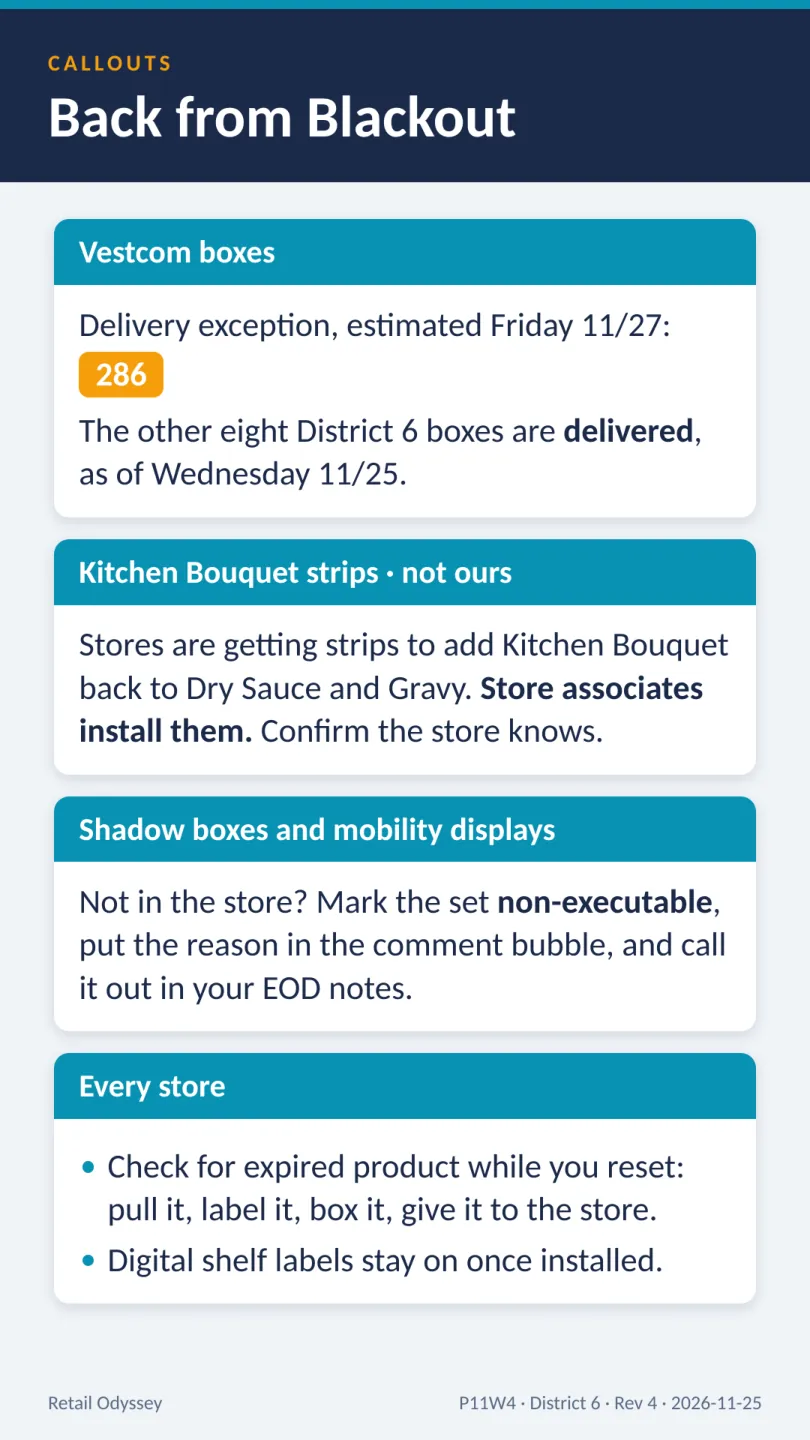 CALLOUTS
Back from Blackout
Vestcom boxes
Delivery exception, estimated Friday 11/27:
286
The other eight District 6 boxes are delivered,
as of Wednesday 11/25.
Kitchen Bouquet strips · not ours
Stores are getting strips to add Kitchen Bouquet
back to Dry Sauce and Gravy. Store associates
install them. Confirm the store knows.
Shadow boxes and mobility displays
Not in the store? Mark the set non-executable,
put the reason in the comment bubble, and call
it out in your EOD notes.
Every store
• Check for expired product while you reset:
pull it, label it, box it, give it to the store.
• Digital shelf labels stay on once installed.
Retail Odyssey
P11W4 · District 6 · Rev 4 · 2026-11-25